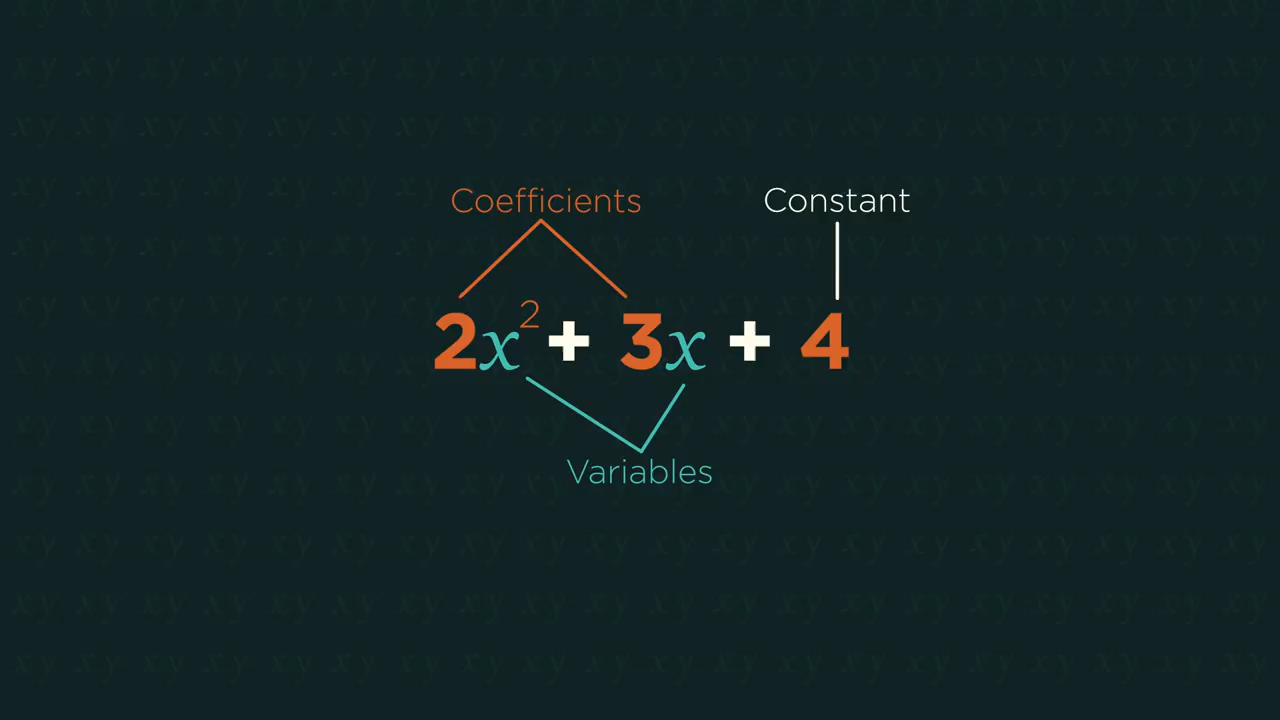 Coefficients Constant
2x² + 3x + 4
Variables